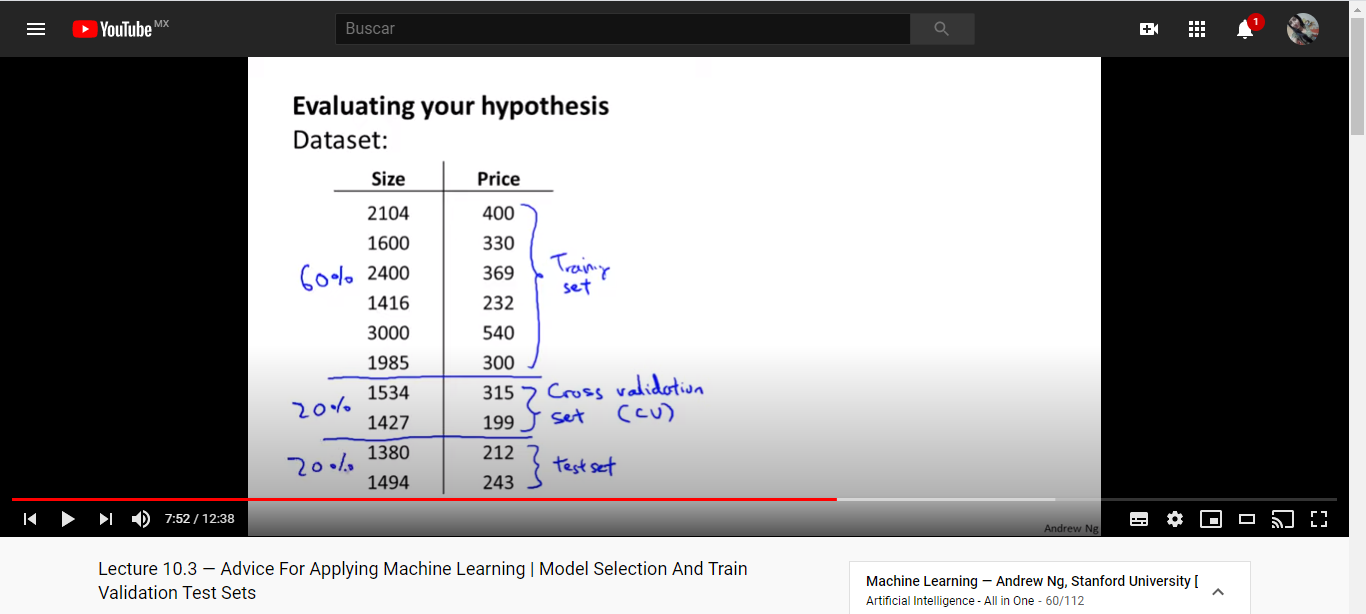 YouTube MX
Buscar
1
Evaluating your hypothesis
Dataset:
Size Price
2104 400
1600 330
60% 2400 369 Training
set
1416 232
3000 540
1985 300
1534 315 Cross validation
20% 1427 199 set (CV)
1380 212
20% test set
1494 243
7:52 / 12:38
Andrew Ng
Lecture 10.3 — Advice For Applying Machine Learning | Model Selection And Train
Validation Test Sets
Machine Learning — Andrew Ng, Stanford University [
Artificial Intelligence - All in One - 60/112